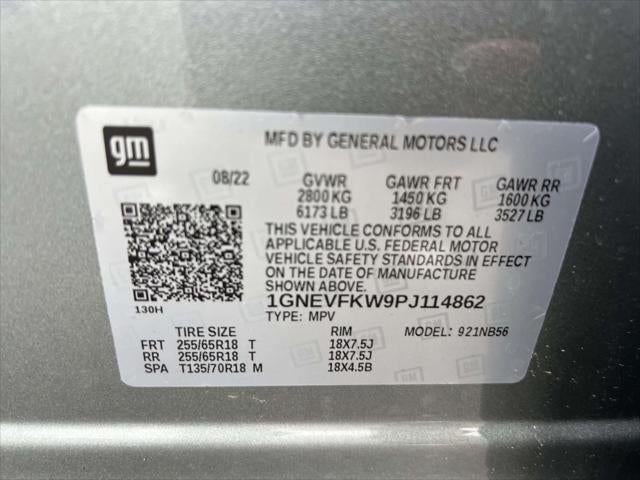 gm
MFD BY GENERAL MOTORS LLC
08/22 GVWR GAWR FRT GAWR RR
2800 KG 1450 KG 1600 KG
6173 LB 3196 LB 3527 LB
THIS VEHICLE CONFORMS TO ALL
APPLICABLE U.S. FEDERAL MOTOR
VEHICLE SAFETY STANDARDS IN EFFECT
ON THE DATE OF MANUFACTURE
SHOWN ABOVE.
130H 1GNEVFKW9PJ114862
TYPE: MPV MODEL: 921NB56
TIRE SIZE RIM
FRT 255/65R18 T 18X7.5J
RR 255/65R18 T 18X7.5J
SPA T135/70R18 M 18X4.5B